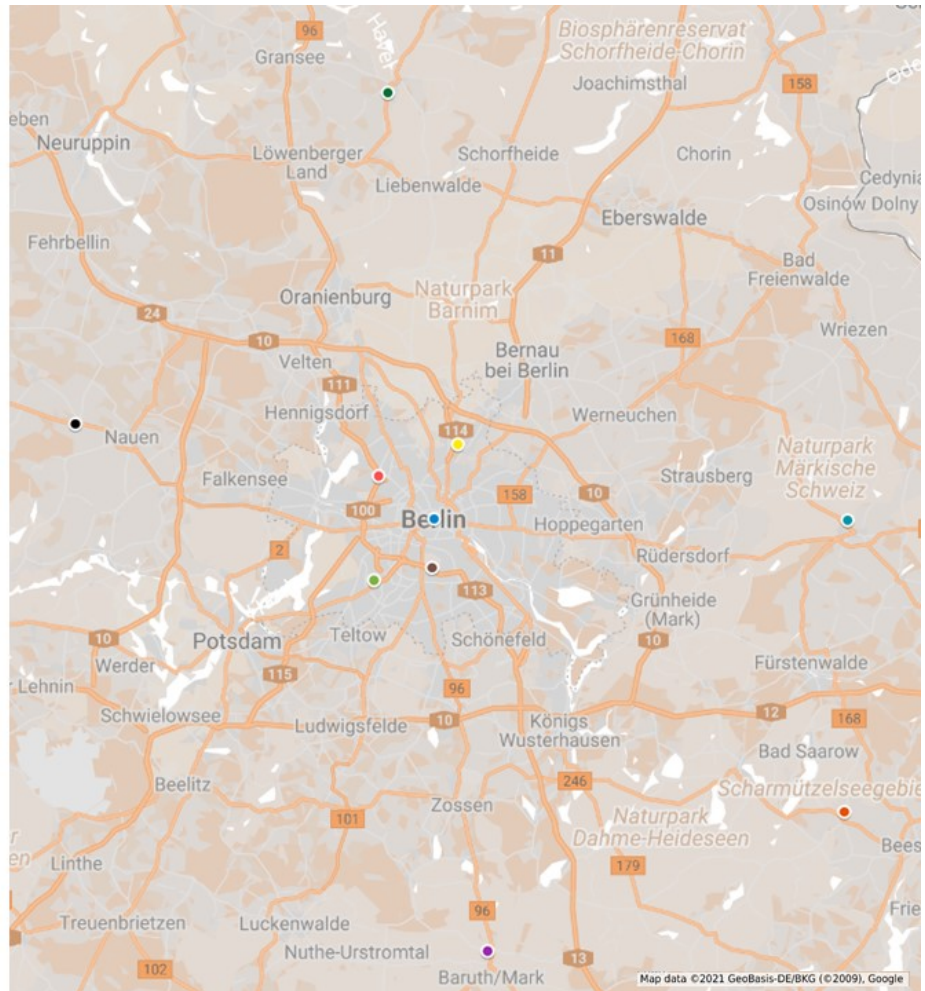 96
Havel
Biosphärenreservat
Schorfheide-Chorin
Gransee
Joachimsthal
158
Ode
eben
Neuruppin
Löwenberger
Land
Schorfheide
Chorin
Liebenwalde
Cedynia
Osinów Dolny
Eberswalde
Fehrbellin
11
Bad
Freienwalde
Naturpark
Barnim
Oranienburg
24
10
168
Wriezen
Velten
Bernau
bei Berlin
111
Hennigsdorf
114
Werneuchen
Nauen
Naturpark
Märkische
Schweiz
Falkensee
Strausberg
158
10
100
Berlin
Hoppegarten
2
Rüdersdorf
113
Grünheide
(Mark)
10
Potsdam
Teltow
Schönefeld
10
Werder
Fürstenwalde
115
r Lehnin
96
Schwielowsee
Ludwigsfelde
10
Königs
Wusterhausen
12
168
Bad Saarow
Beelitz
246
Scharmützelseegebie
Zossen
101
Naturpark
Dahme-Heideseen
r
en
Linthe
179
Bees
Treuenbrietzen
Luckenwalde
96
Frie
Nuthe-Urstromtal
102
13
Baruth/Mark
Map data ©2021 GeoBasis-DE/BKG (©2009), Google